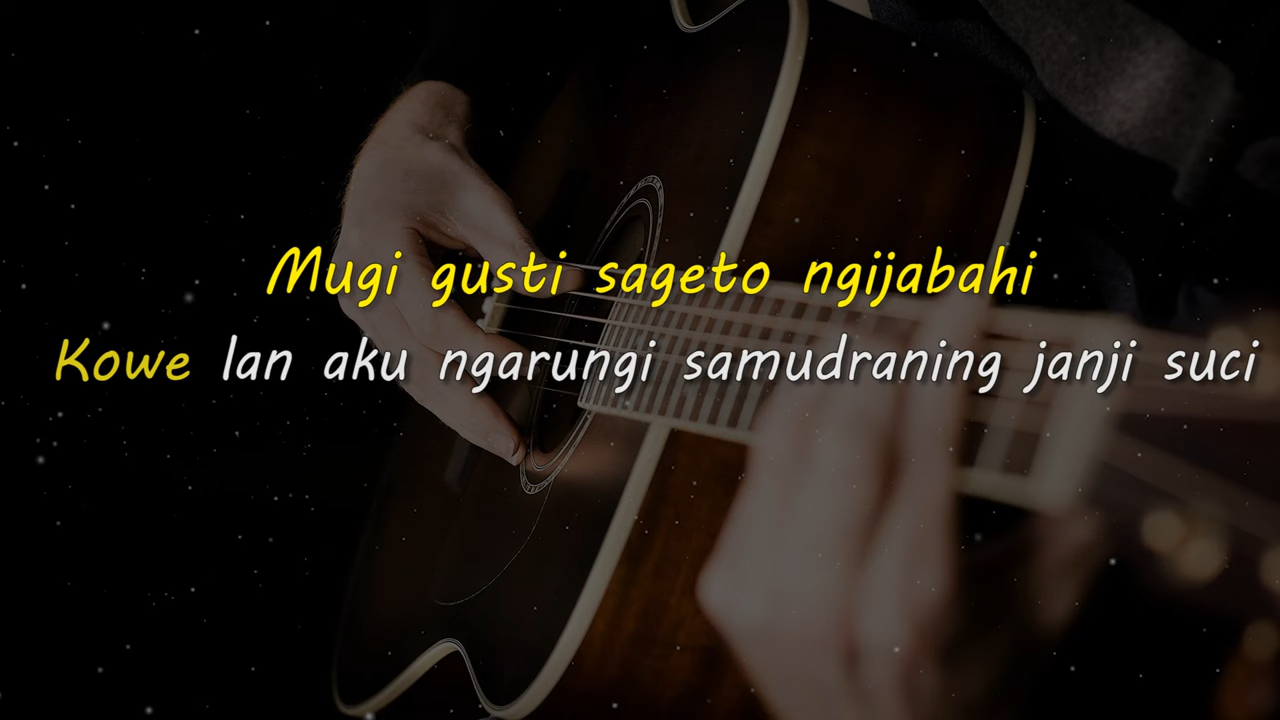 Mugi gusti sageto ngijabahi
Kowe lan aku ngarungi samudraning janji suci